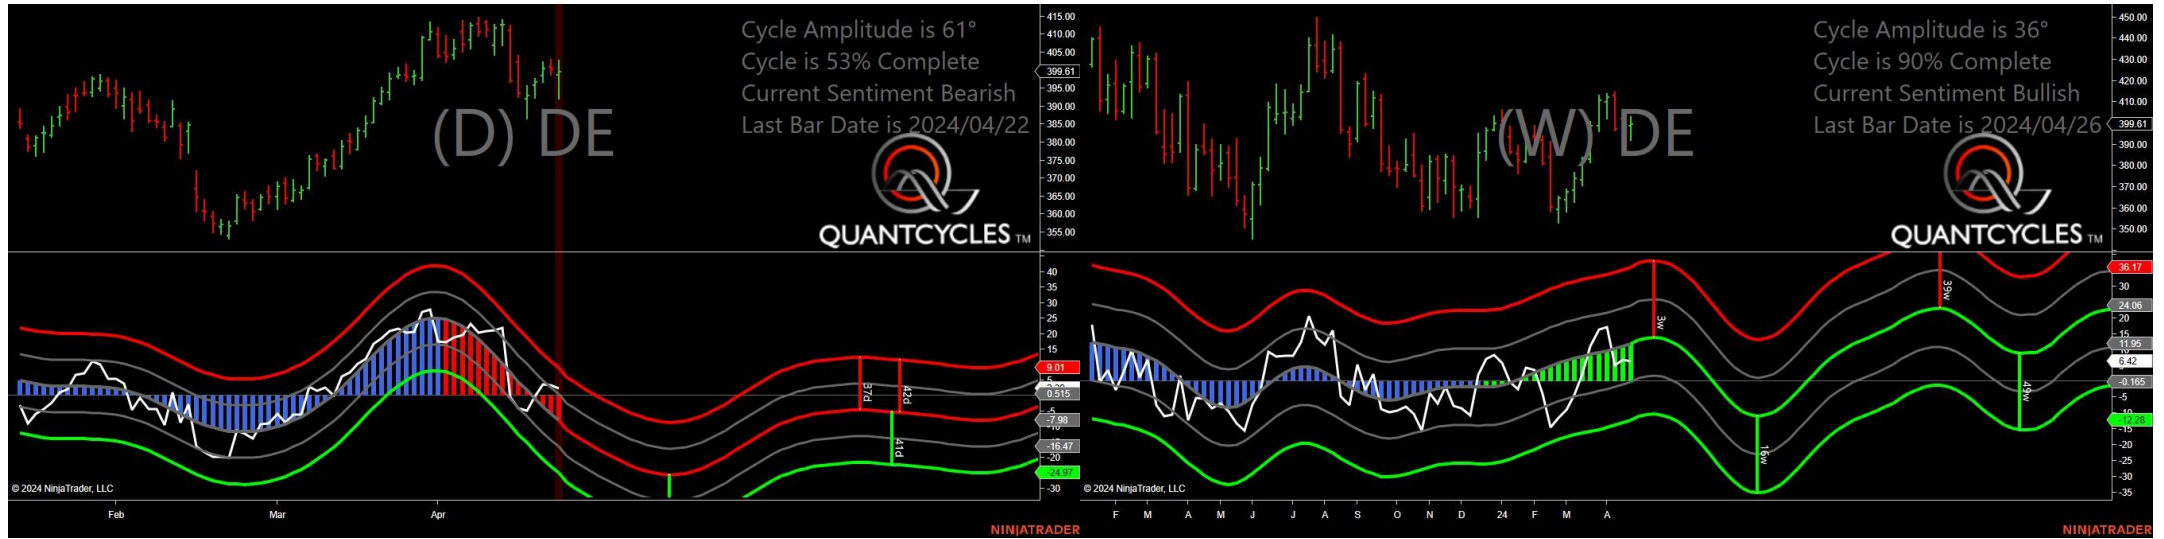 Cycle Amplitude is 61°
Cycle is 53% Complete
Current Sentiment Bearish
Last Bar Date is 2024/04/22
(D) DE
QUANTCYCLES TM
415.00
410.00
405.00
399.61
395.00
390.00
385.00
380.00
375.00
370.00
365.00
360.00
355.00
40
35
30
25
20
15
9.01
0.515
-5
-7.98
-16.47
-20
-24.97
-30
37d
42d
41d
© 2024 NinjaTrader, LLC
Feb Mar Apr
NINJATRADER
Cycle Amplitude is 36°
Cycle is 90% Complete
Current Sentiment Bullish
Last Bar Date is 2024/04/26
(W) DE
QUANTCYCLES TM
450.00
440.00
430.00
420.00
410.00
399.61
390.00
380.00
370.00
360.00
350.00
36.17
30
24.06
20
15
11.95
6.42
-0.165
-5
-12.28
-15
-20
-25
-30
-35
3w
16w
39w
49w
© 2024 NinjaTrader, LLC
F M A M J J A S O N D 24 F M A
NINJATRADER